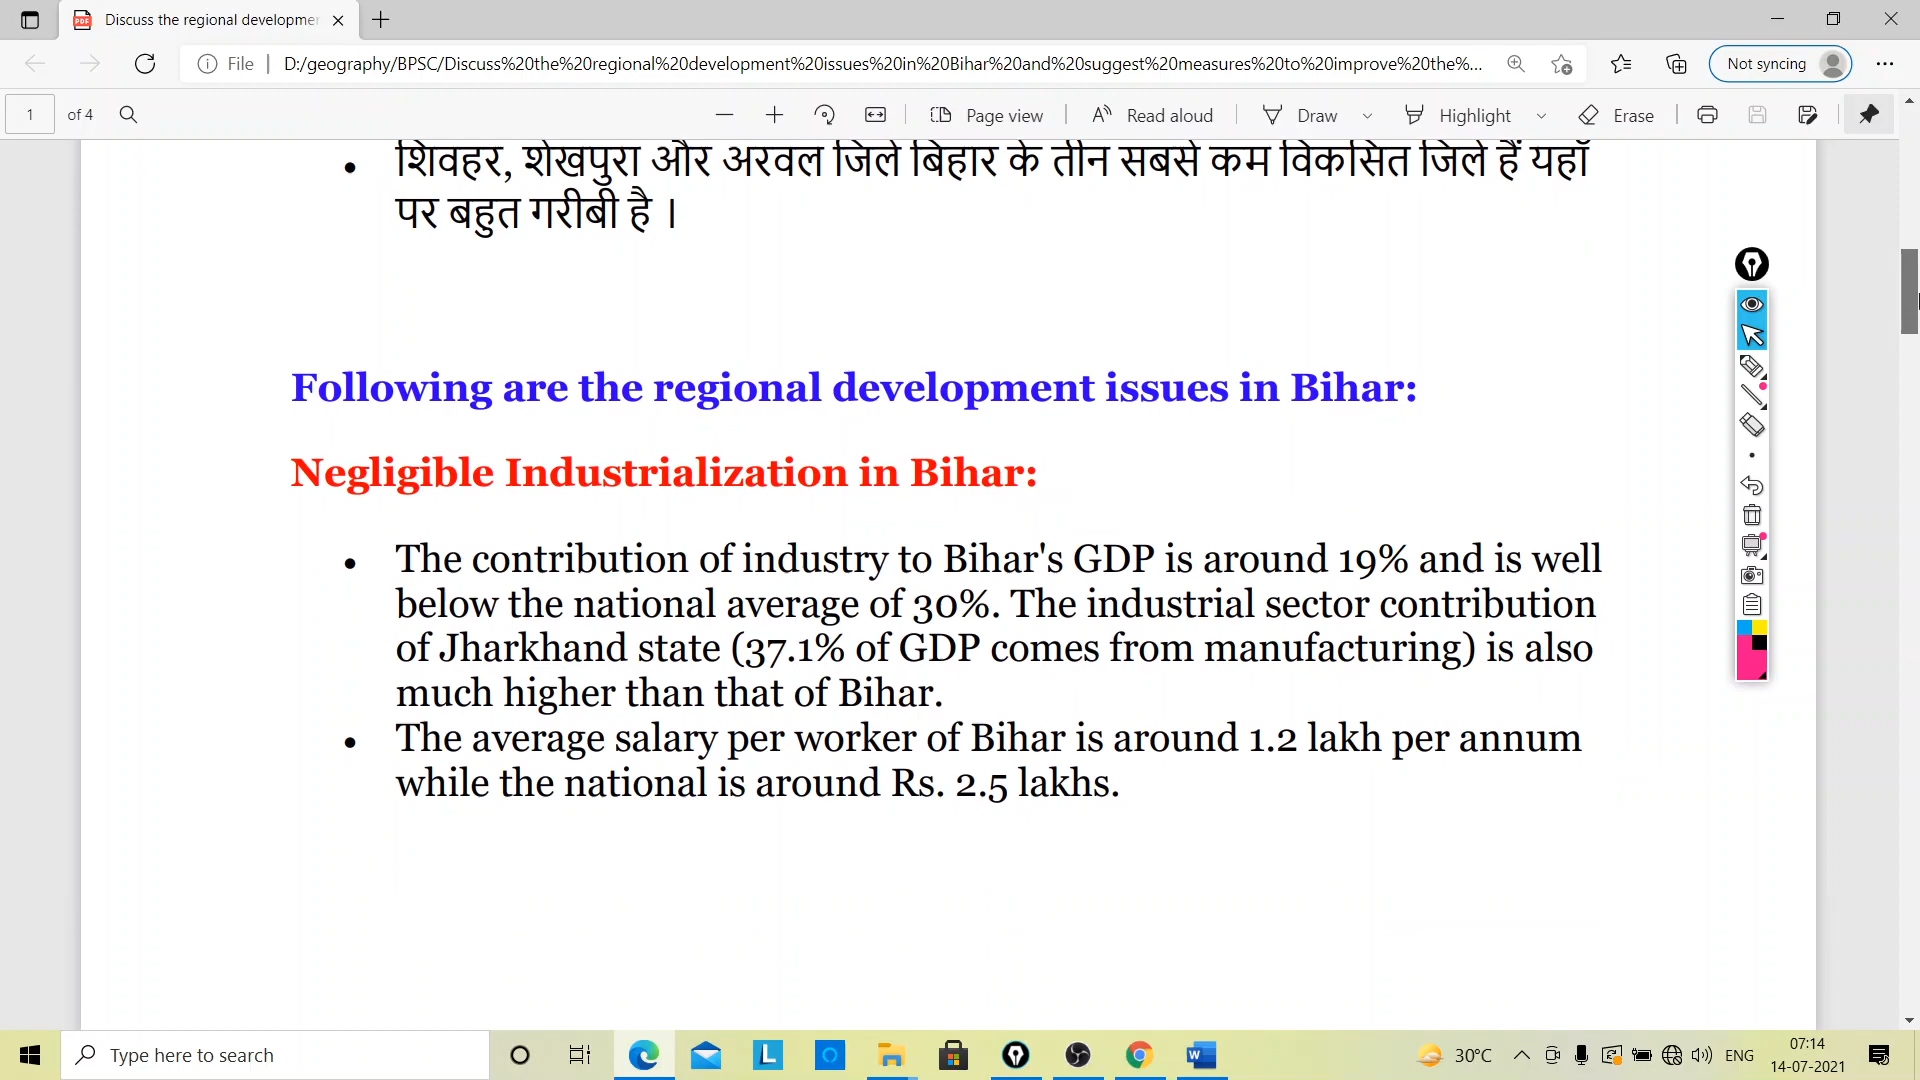 Discuss the regional developme
File
D:/geography/BPSC/Discuss%20the%20regional%20development%20issues%20in%20Bihar%20and%20suggest%20measures%20to%20improve%20the%...
Not syncing
1 of 4
Page view
Read aloud
Draw
Highlight
Erase
• शिवहर, शेखपुरा और अरवल जिले बिहार के तीन सबसे कम विकसित जिले हैं यहाँ
पर बहुत गरीबी है ।
Following are the regional development issues in Bihar:
Negligible Industrialization in Bihar:
• The contribution of industry to Bihar's GDP is around 19% and is well
below the national average of 30%. The industrial sector contribution
of Jharkhand state (37.1% of GDP comes from manufacturing) is also
much higher than that of Bihar.
• The average salary per worker of Bihar is around 1.2 lakh per annum
while the national is around Rs. 2.5 lakhs.
Type here to search
30°C
ENG
07:14
14-07-2021